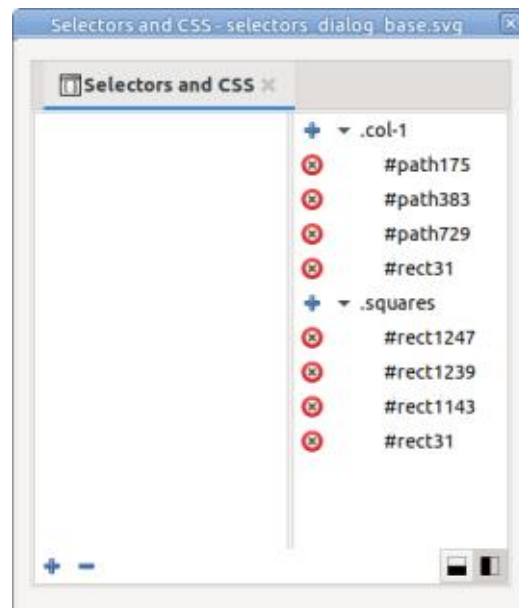 Selectors and CSS - selectors_dialog_base.svg
Selectors and CSS
.col-1
#path175
#path383
#path729
#rect31
.squares
#rect1247
#rect1239
#rect1143
#rect31